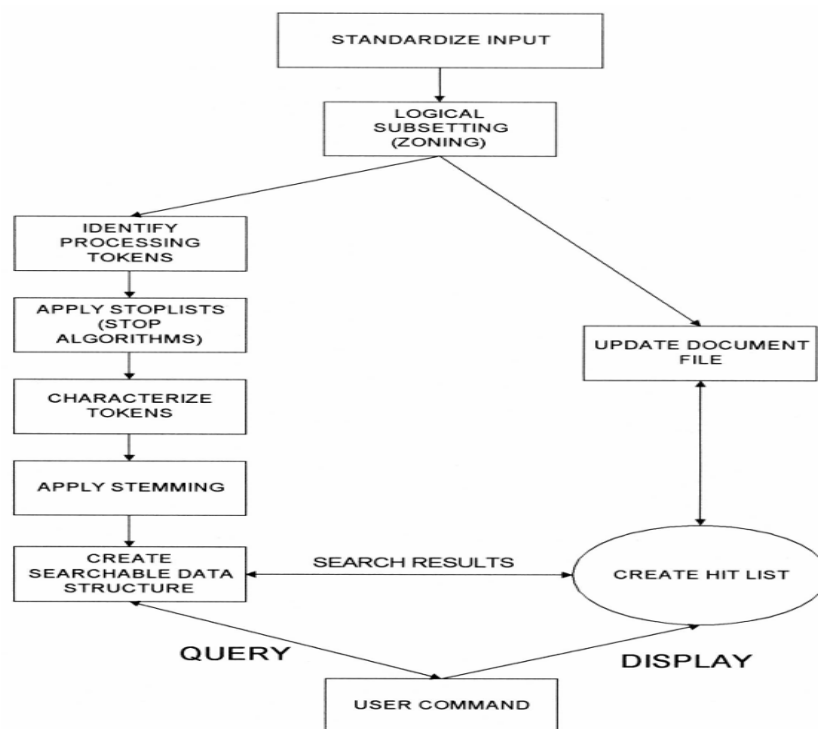 STANDARDIZE INPUT
LOGICAL
SUBSETTING
(ZONING)
IDENTIFY
PROCESSING
TOKENS
APPLY STOPLISTS
(STOP
ALGORITHMS)
UPDATE DOCUMENT
FILE
CHARACTERIZE
TOKENS
APPLY STEMMING
CREATE
SEARCHABLE DATA
STRUCTURE
SEARCH RESULTS
CREATE HIT LIST
QUERY
DISPLAY
USER COMMAND